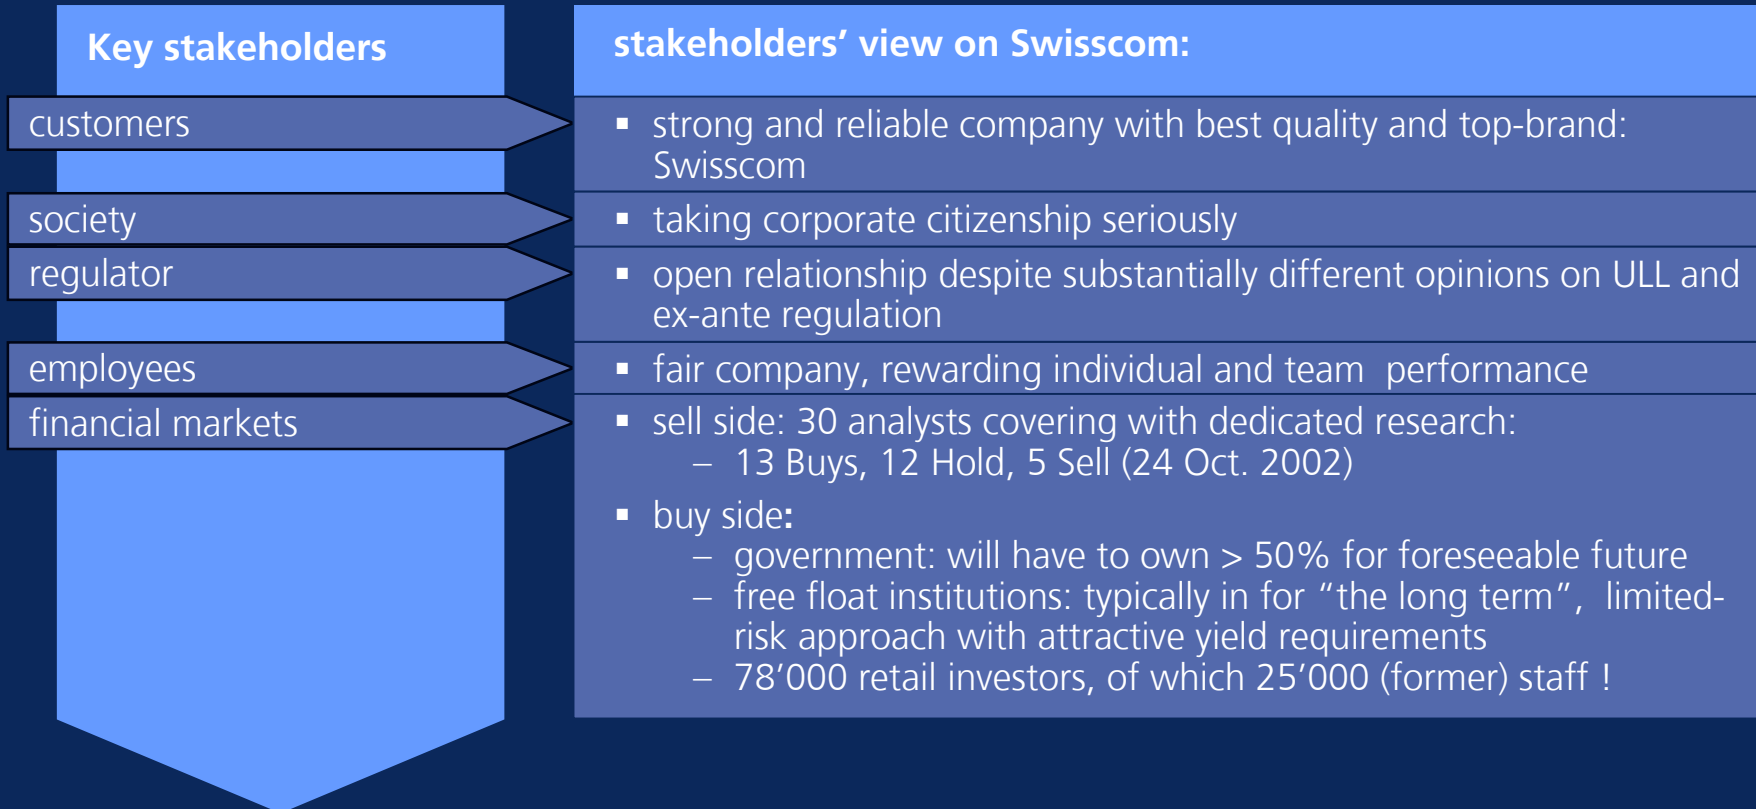 Key stakeholders
stakeholders’ view on Swisscom:
customers
▪ strong and reliable company with best quality and top-brand:
Swisscom
society
▪ taking corporate citizenship seriously
regulator
▪ open relationship despite substantially different opinions on ULL and
ex-ante regulation
employees
▪ fair company, rewarding individual and team  performance
financial markets
▪ sell side: 30 analysts covering with dedicated research:
– 13 Buys, 12 Hold, 5 Sell (24 Oct. 2002)
▪ buy side:
– government: will have to own > 50% for foreseeable future
– free float institutions: typically in for “the long term”,  limited-
risk approach with attractive yield requirements
– 78’000 retail investors, of which 25’000 (former) staff !